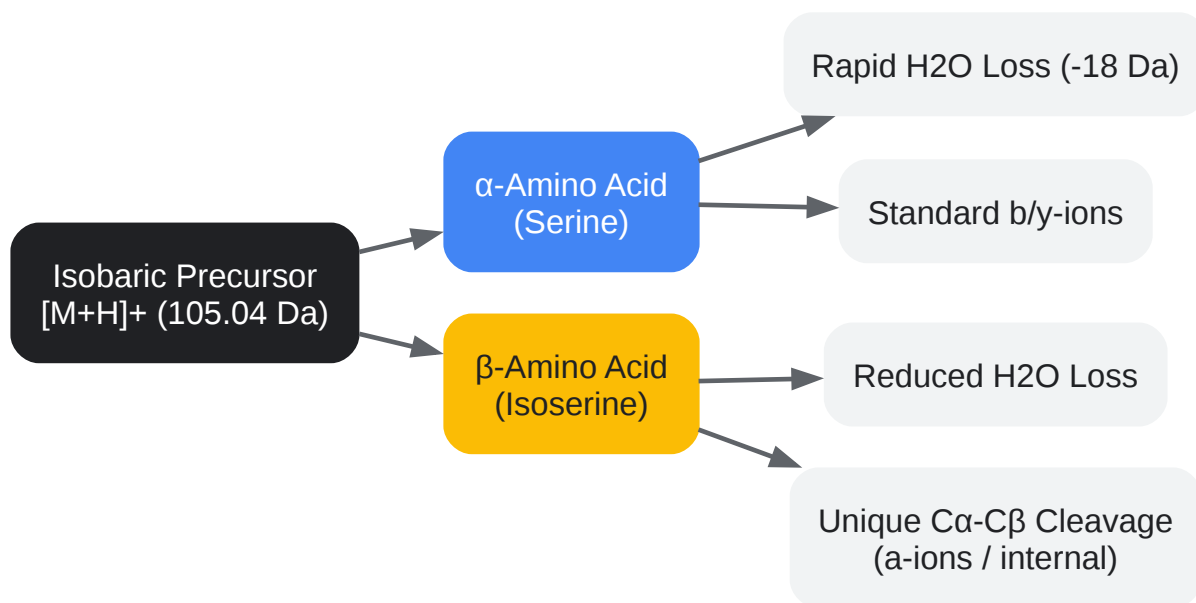 Isobaric Precursor
[M+H]+ (105.04 Da)
α-Amino Acid
(Serine)
Rapid H2O Loss (-18 Da)
Standard b/y-ions
β-Amino Acid
(Isoserine)
Reduced H2O Loss
Unique Cα-Cβ Cleavage
(a-ions / internal)